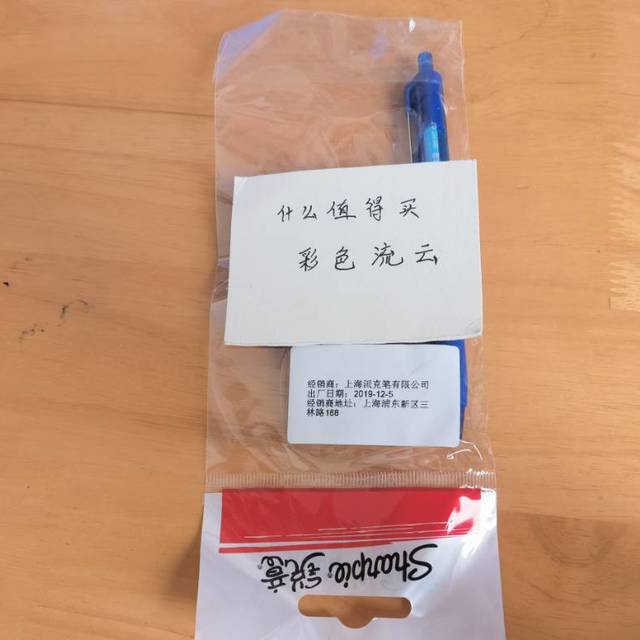 什么值得买
彩色流云
经销商：上海派克笔有限公司
出厂日期：2019-12-5
经销商地址：上海浦东新区三
林路168
Sharpie 锐意